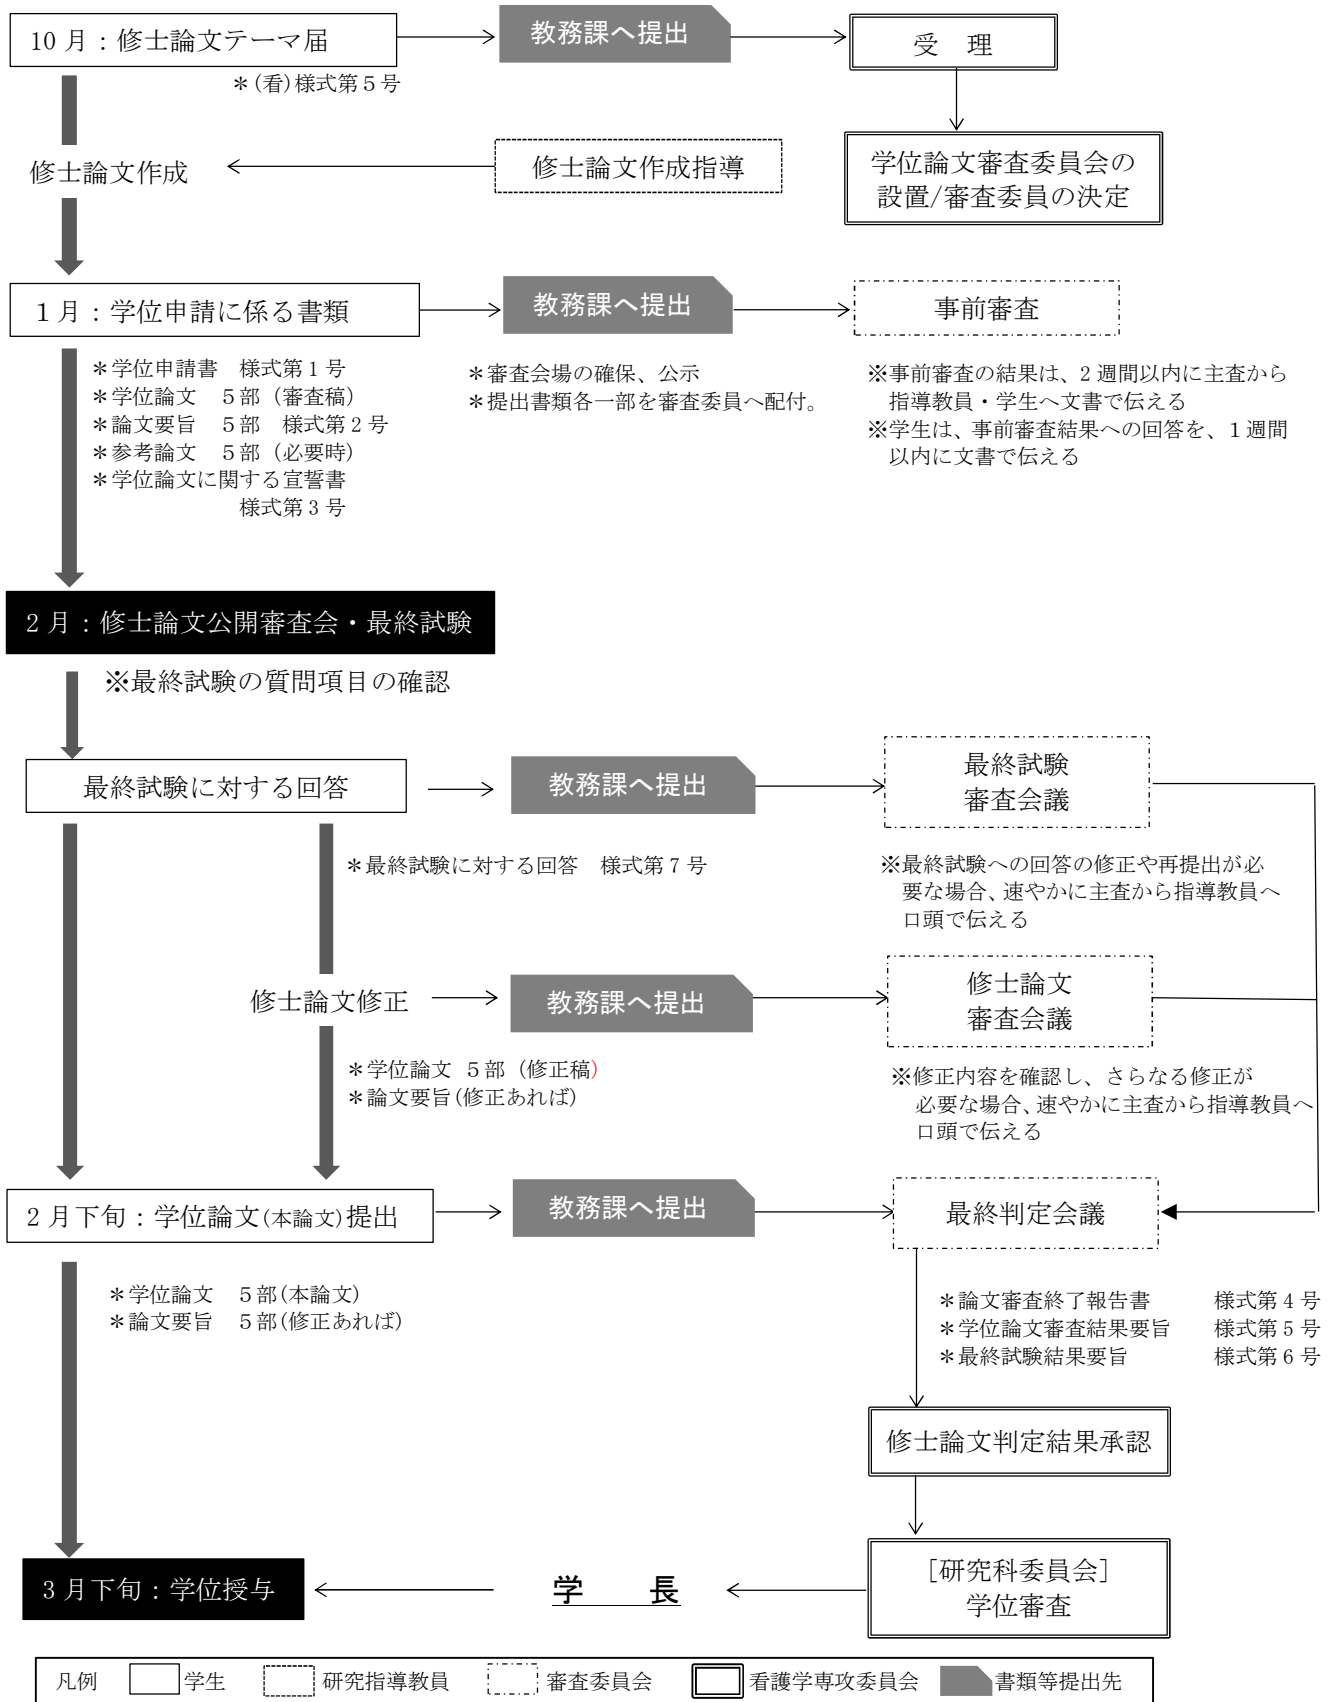 10月：修士論文テーマ届
教務課へ提出
受　理
＊(看)様式第５号
修士論文作成
修士論文作成指導
学位論文審査委員会の
設置/審査委員の決定
１月：学位申請に係る書類
教務課へ提出
事前審査
＊学位申請書　様式第１号
＊学位論文　５部（審査稿）
＊論文要旨　５部　様式第２号
＊参考論文　５部（必要時）
＊学位論文に関する宣誓書
様式第３号
＊審査会場の確保、公示
＊提出書類各一部を審査委員へ配付。
※事前審査の結果は、２週間以内に主査から
指導教員・学生へ文書で伝える
※学生は、事前審査結果への回答を、１週間
以内に文書で伝える
2月：修士論文公開審査会・最終試験
※最終試験の質問項目の確認
最終試験に対する回答
教務課へ提出
最終試験
審査会議
＊最終試験に対する回答　様式第７号
※最終試験への回答の修正や再提出が必
要な場合、速やかに主査から指導教員へ
口頭で伝える
修士論文修正
教務課へ提出
修士論文
審査会議
＊学位論文 ５部（修正稿）
＊論文要旨(修正あれば)
※修正内容を確認し、さらなる修正が
必要な場合、速やかに主査から指導教員へ
口頭で伝える
２月下旬：学位論文(本論文)提出
教務課へ提出
最終判定会議
＊学位論文　５部(本論文)
＊論文要旨　５部(修正あれば)
＊論文審査終了報告書　様式第４号
＊学位論文審査結果要旨　様式第５号
＊最終試験結果要旨　様式第６号
修士論文判定結果承認
3月下旬：学位授与
学　長
［研究科委員会］
学位審査
凡例　学生　研究指導教員　審査委員会　看護学専攻委員会　書類等提出先